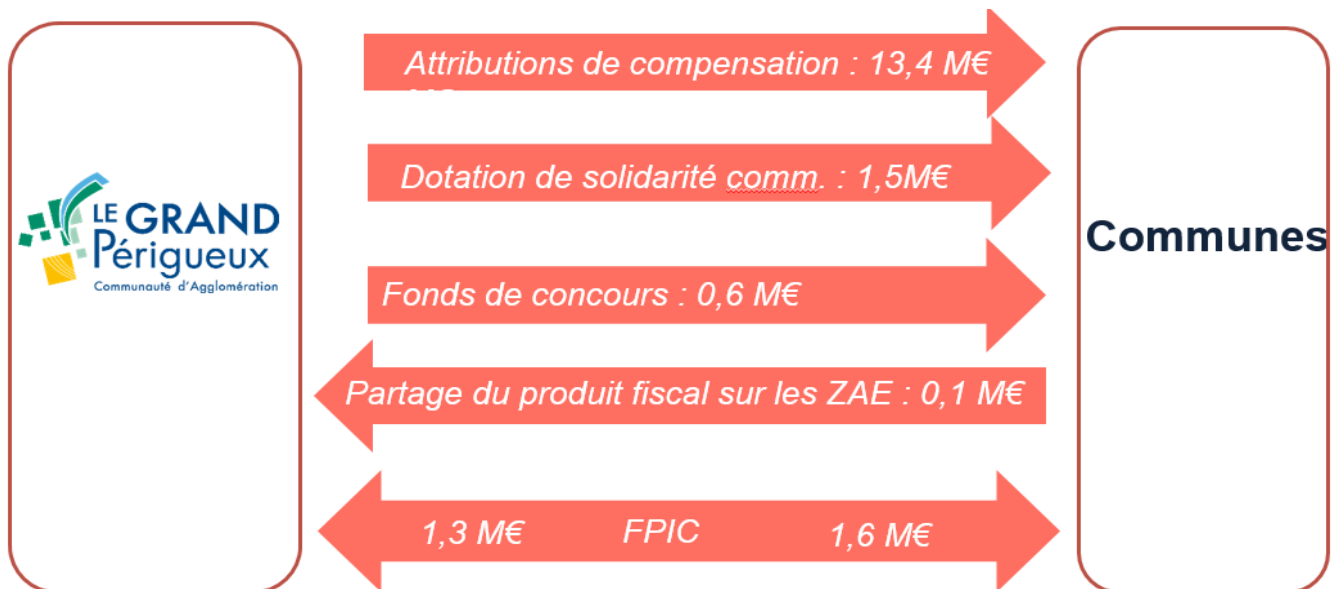 Attributions de compensation : 13,4 M€
Dotation de solidarité comm. : 1,5M€
LE GRAND
Périgueux
Communauté d'Agglomération
Communes
Fonds de concours : 0,6 M€
Partage du produit fiscal sur les ZAE : 0,1 M€
1,3 M€ FPIC 1,6 M€